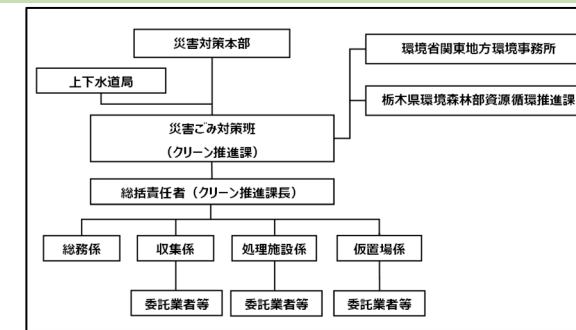 災害対策本部
環境省関東地方環境事務所
上下水道局
栃木県環境森林部資源循環推進課
災害ごみ対策班
（クリーン推進課）
総括責任者（クリーン推進課長）
総務係
収集係
処理施設係
仮置場係
委託業者等
委託業者等
委託業者等